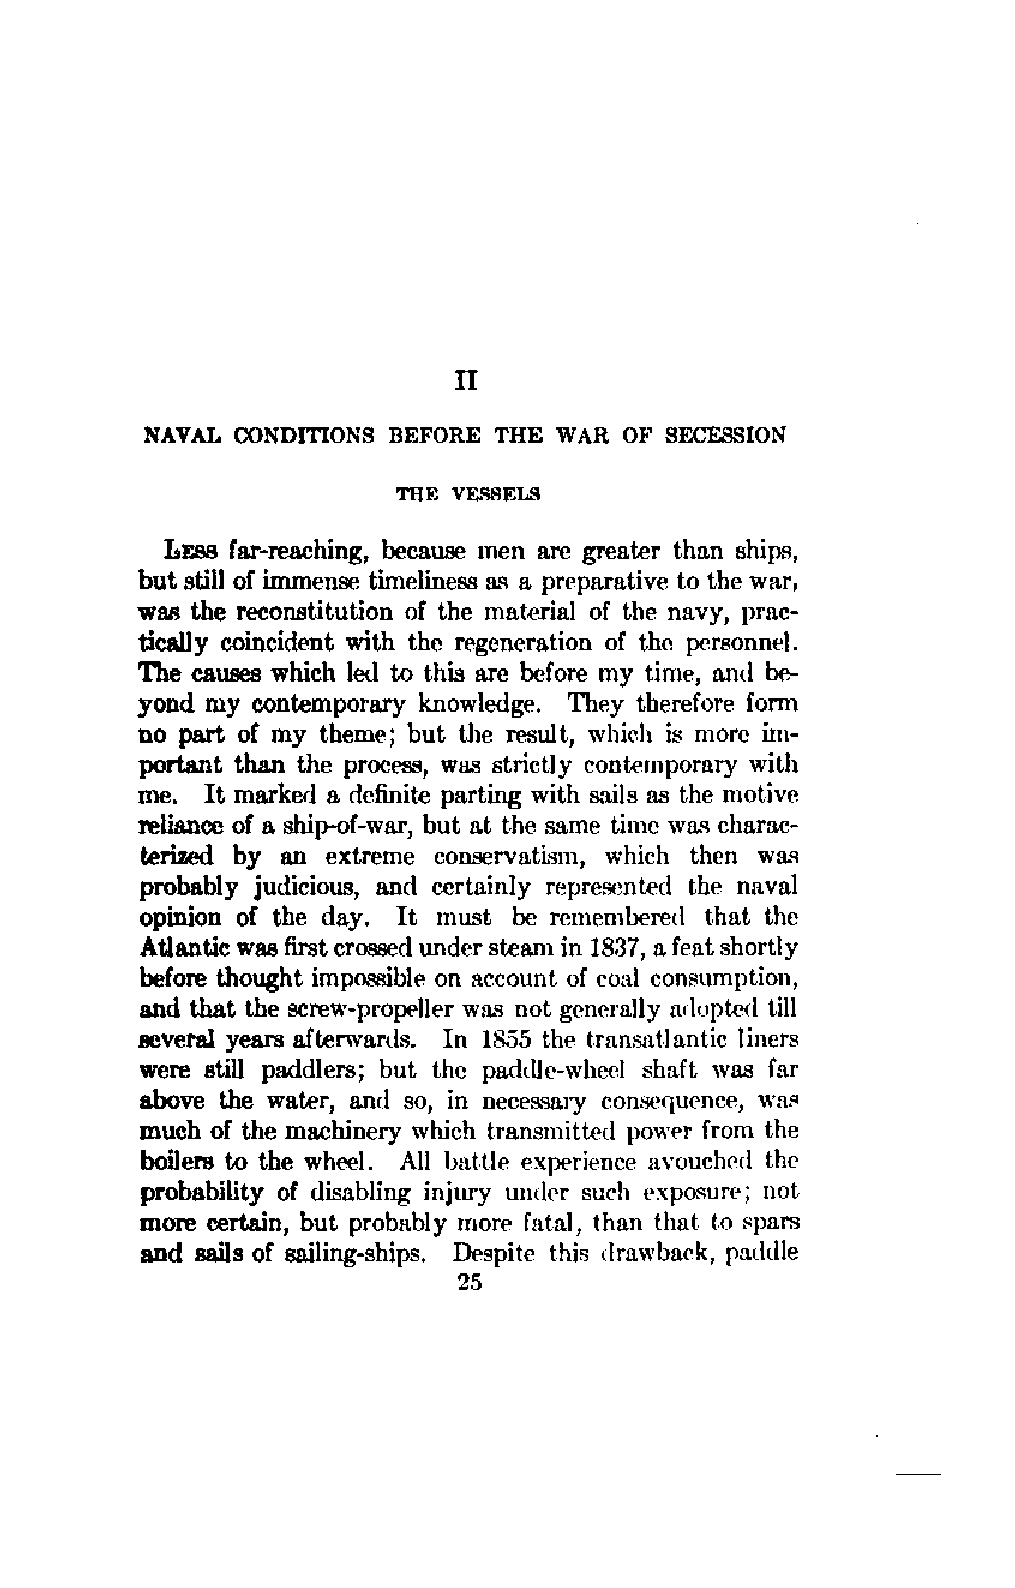 II
NAVAL CONDITIONS BEFORE THE WAR OF SECESSION
THE VESSELS
LESS far-reaching, because men are greater than ships,
but still of immense timeliness as a preparative to the war,
was the reconstitution of the material of the navy, prac-
tically coincident with the regeneration of the personnel.
The causes which led to this are before my time, and be-
yond my contemporary knowledge. They therefore form
no part of my theme; but the result, which is more im-
portant than the process, was strictly contemporary with
me. It marked a definite parting with sails as the motive
reliance of a ship-of-war, but at the same time was charac-
terized by an extreme conservatism, which then was
probably judicious, and certainly represented the naval
opinion of the day. It must be remembered that the
Atlantic was first crossed under steam in 1837, a feat shortly
before thought impossible on account of coal consumption,
and that the screw-propeller was not generally adopted till
several years afterwards. In 1855 the transatlantic liners
were still paddlers; but the paddle-wheel shaft was far
above the water, and so, in necessary consequence, was
much of the machinery which transmitted power from the
boilers to the wheel. All battle experience avouched the
probability of disabling injury under such exposure; not
more certain, but probably more fatal, than that to spars
and sails of sailing-ships. Despite this drawback, paddle
25